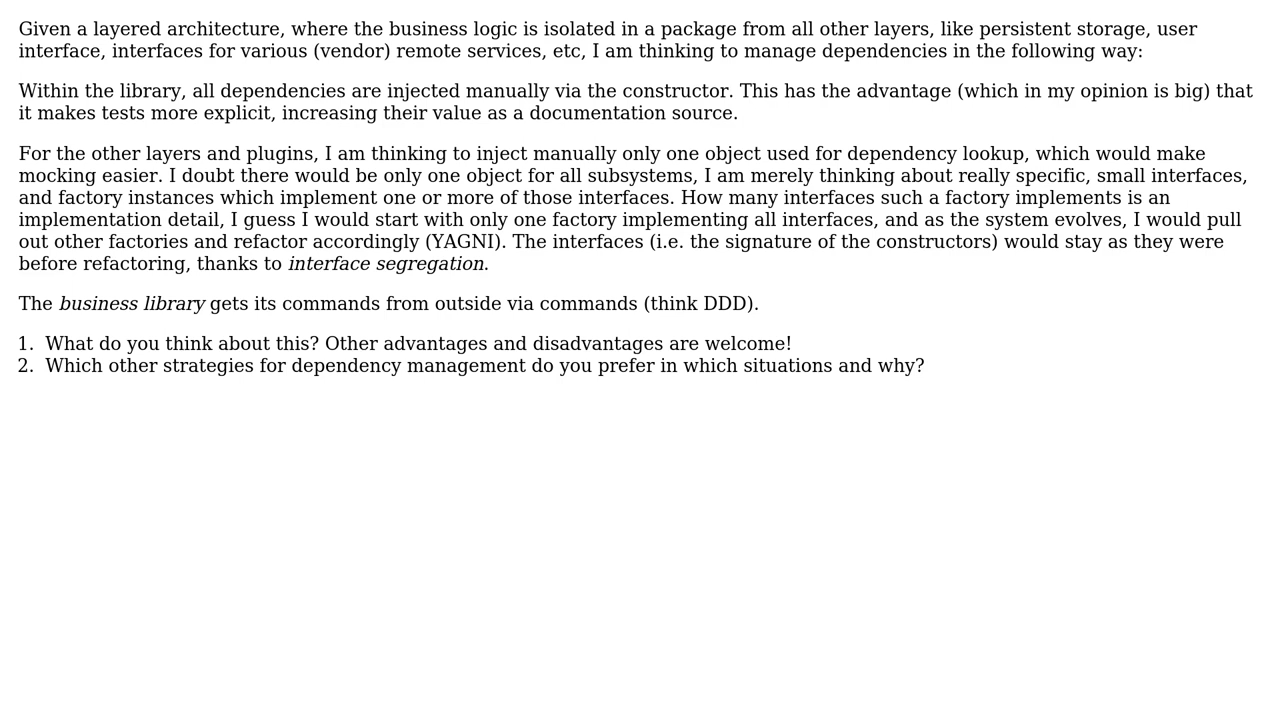 Given a layered architecture, where the business logic is isolated in a package from all other layers, like persistent storage, user
interface, interfaces for various (vendor) remote services, etc, I am thinking to manage dependencies in the following way:
Within the library, all dependencies are injected manually via the constructor. This has the advantage (which in my opinion is big) that
it makes tests more explicit, increasing their value as a documentation source.
For the other layers and plugins, I am thinking to inject manually only one object used for dependency lookup, which would make
mocking easier. I doubt there would be only one object for all subsystems, I am merely thinking about really specific, small interfaces,
and factory instances which implement one or more of those interfaces. How many interfaces such a factory implements is an
implementation detail, I guess I would start with only one factory implementing all interfaces, and as the system evolves, I would pull
out other factories and refactor accordingly (YAGNI). The interfaces (i.e. the signature of the constructors) would stay as they were
before refactoring, thanks to interface segregation.
The business library gets its commands from outside via commands (think DDD).
1. What do you think about this? Other advantages and disadvantages are welcome!
2. Which other strategies for dependency management do you prefer in which situations and why?